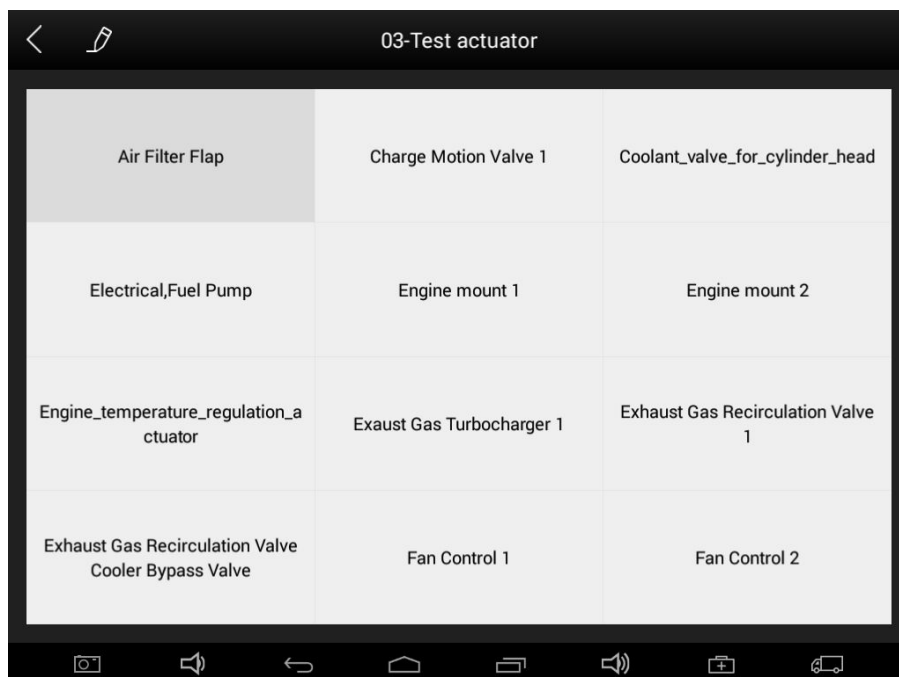 03-Test actuator
Air Filter Flap
Charge Motion Valve 1
Coolant_valve_for_cylinder_head
Electrical,Fuel Pump
Engine mount 1
Engine mount 2
Engine_temperature_regulation_a
ctuator
Exaust Gas Turbocharger 1
Exhaust Gas Recirculation Valve
1
Exhaust Gas Recirculation Valve
Cooler Bypass Valve
Fan Control 1
Fan Control 2